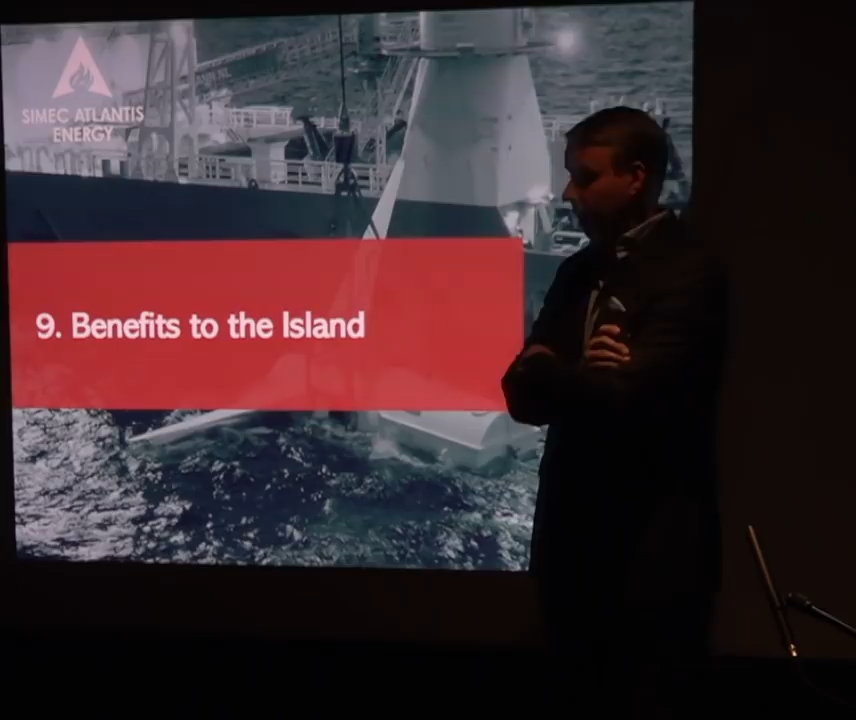 SIMEC ATLANTIS
ENERGY
9. Benefits to the Island